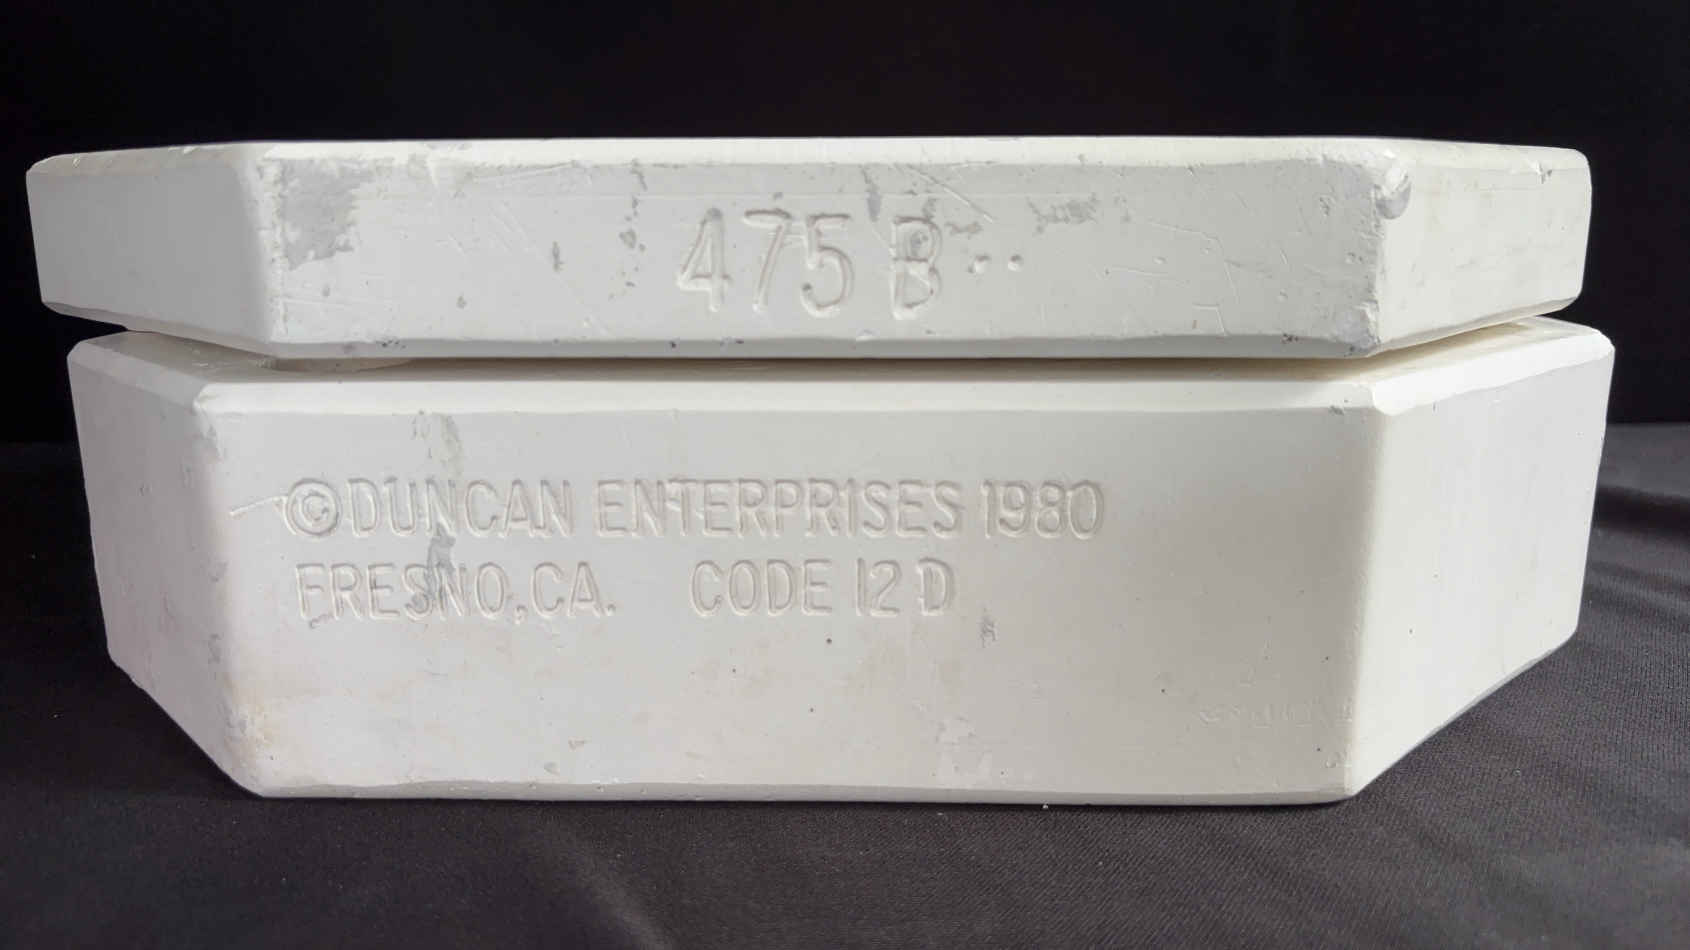 475 B
©DUNCAN ENTERPRISES 1980
FRESNO, CA. CODE 12 D